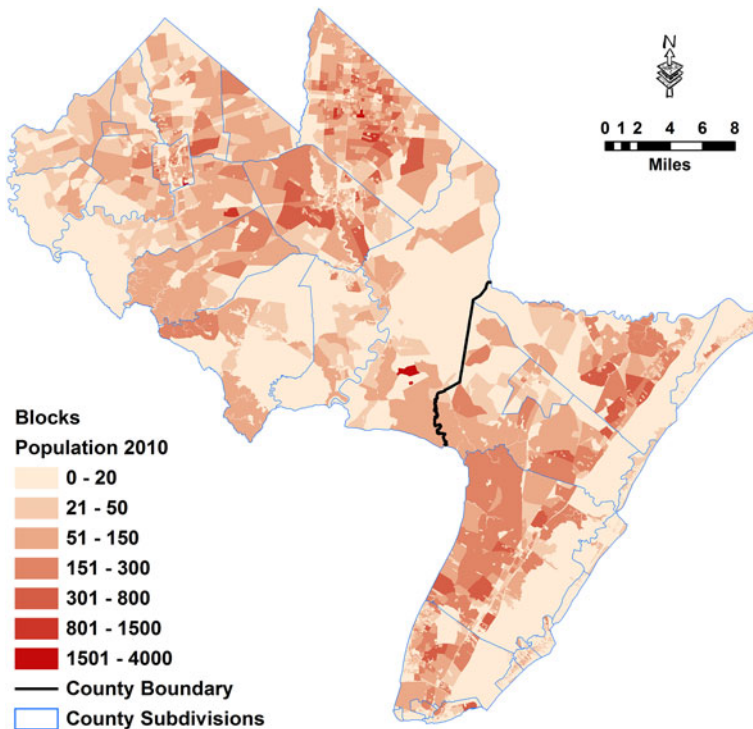 N
0 1 2 4 6 8
Miles
Blocks
Population 2010
0 - 20
21 - 50
51 - 150
151 - 300
301 - 800
801 - 1500
1501 - 4000
County Boundary
County Subdivisions